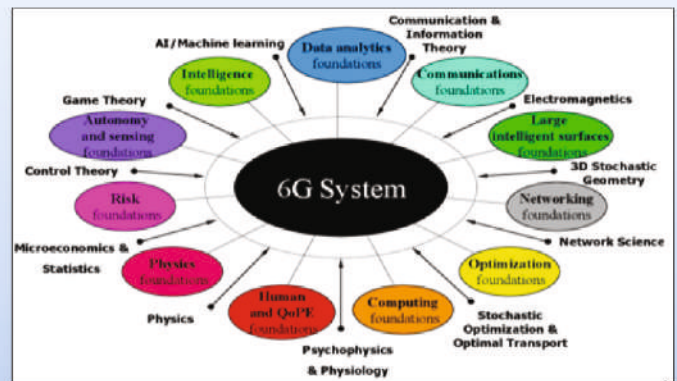 Communication &
Information
Theory
AI/Machine learning
Data analytics
foundations
Intelligence
foundations
Communications
foundations
Game Theory
Electromagnetics
Autonomy
and sensing
foundations
Large
intelligent surfaces
foundations
Control Theory
3D Stochastic
Geometry
6G System
Risk
foundations
Networking
foundations
Microeconomics &
Statistics
Network Science
Physics
foundations
Optimization
foundations
Human
and QoPE
foundations
Computing
foundations
Physics
Stochastic
Optimization &
Optimal Transport
Psychophysics
& Physiology